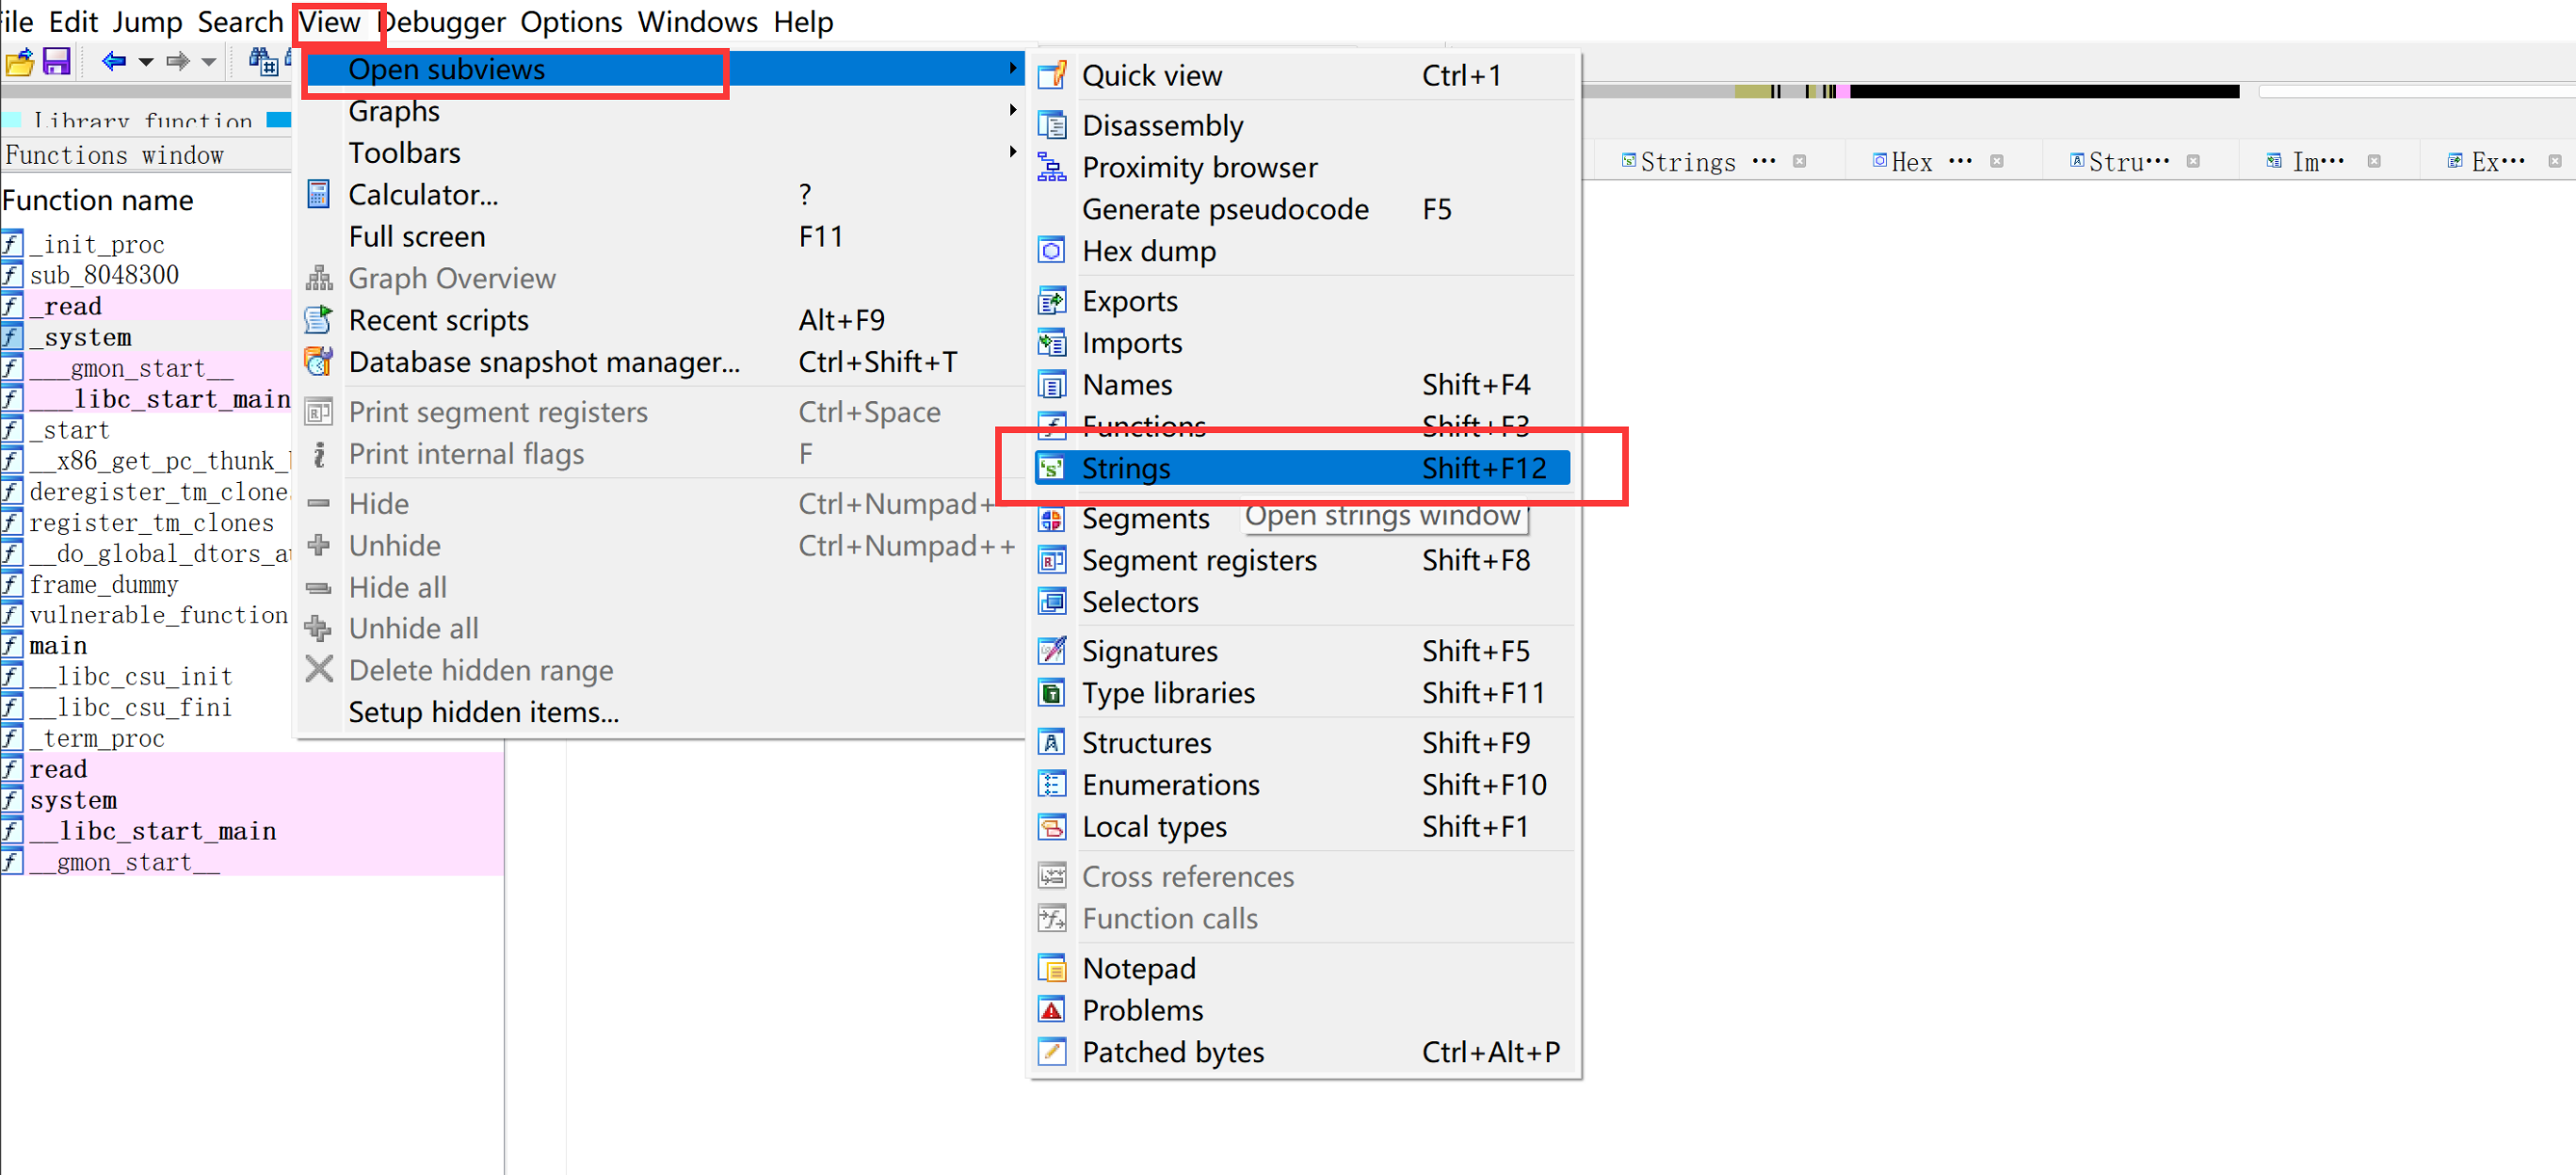 ile Edit Jump Search View Debugger Options Windows Help
Library function
Functions window
Function name
_init_proc
sub_8048300
_read
_system
___gmon_start__
___libc_start_main
_start
__x86_get_pc_thunk_
deregister_tm_clone
register_tm_clones
__do_global_dtors_a
frame_dummy
vulnerable_function
main
__libc_csu_init
__libc_csu_fini
_term_proc
read
system
__libc_start_main
__gmon_start__
Open subviews
Graphs
Toolbars
Calculator... ?
Full screen F11
Graph Overview
Recent scripts Alt+F9
Database snapshot manager... Ctrl+Shift+T
Print segment registers Ctrl+Space
Print internal flags F
Hide Ctrl+Numpad+
Unhide Ctrl+Numpad++
Hide all
Unhide all
Delete hidden range
Setup hidden items...
Quick view Ctrl+1
Disassembly
Proximity browser
Generate pseudocode F5
Hex dump
Exports
Imports
Names Shift+F4
Functions Shift+F3
Strings Shift+F12
Segments
Open strings window
Segment registers Shift+F8
Selectors
Signatures Shift+F5
Type libraries Shift+F11
Structures Shift+F9
Enumerations Shift+F10
Local types Shift+F1
Cross references
Function calls
Notepad
Problems
Patched bytes Ctrl+Alt+P
Strings ··· Hex ··· Stru··· Im··· Ex···